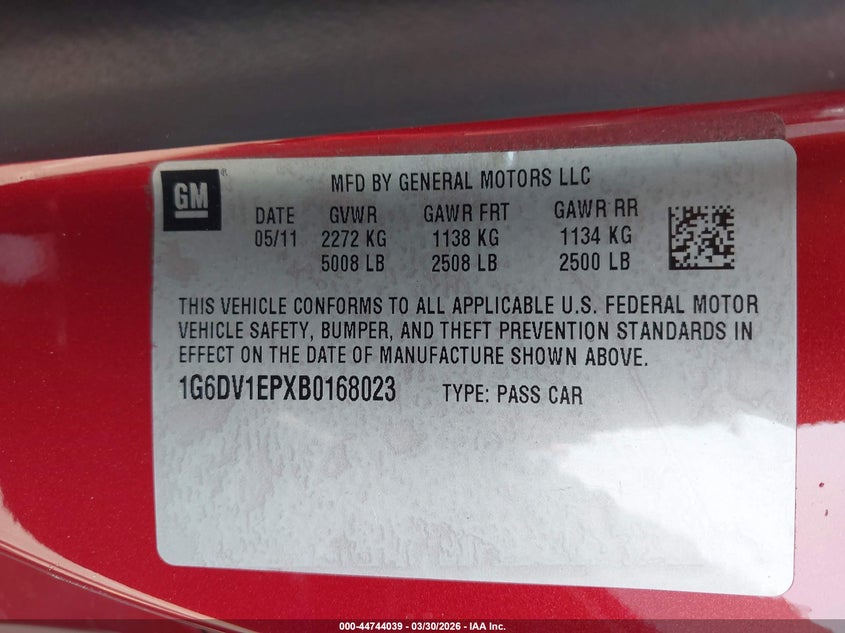 GM®
MFD BY GENERAL MOTORS LLC
DATE GVWR GAWR FRT GAWR RR
05/11 2272 KG 1138 KG 1134 KG
5008 LB 2508 LB 2500 LB
THIS VEHICLE CONFORMS TO ALL APPLICABLE U.S. FEDERAL MOTOR
VEHICLE SAFETY, BUMPER, AND THEFT PREVENTION STANDARDS IN
EFFECT ON THE DATE OF MANUFACTURE SHOWN ABOVE.
1G6DV1EPXB0168023 TYPE: PASS CAR
000-44744039 — 03/30/2026 — IAA Inc.